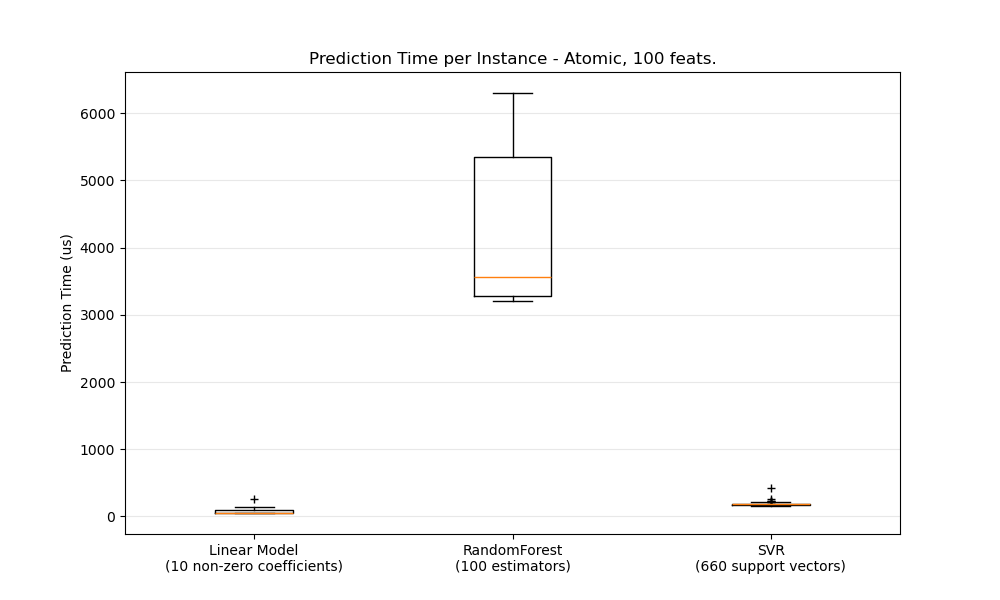 Prediction Time per Instance - Atomic, 100 feats.
Prediction Time (us)
6000
5000
4000
3000
2000
1000
0
Linear Model
(10 non-zero coefficients)
RandomForest
(100 estimators)
SVR
(660 support vectors)